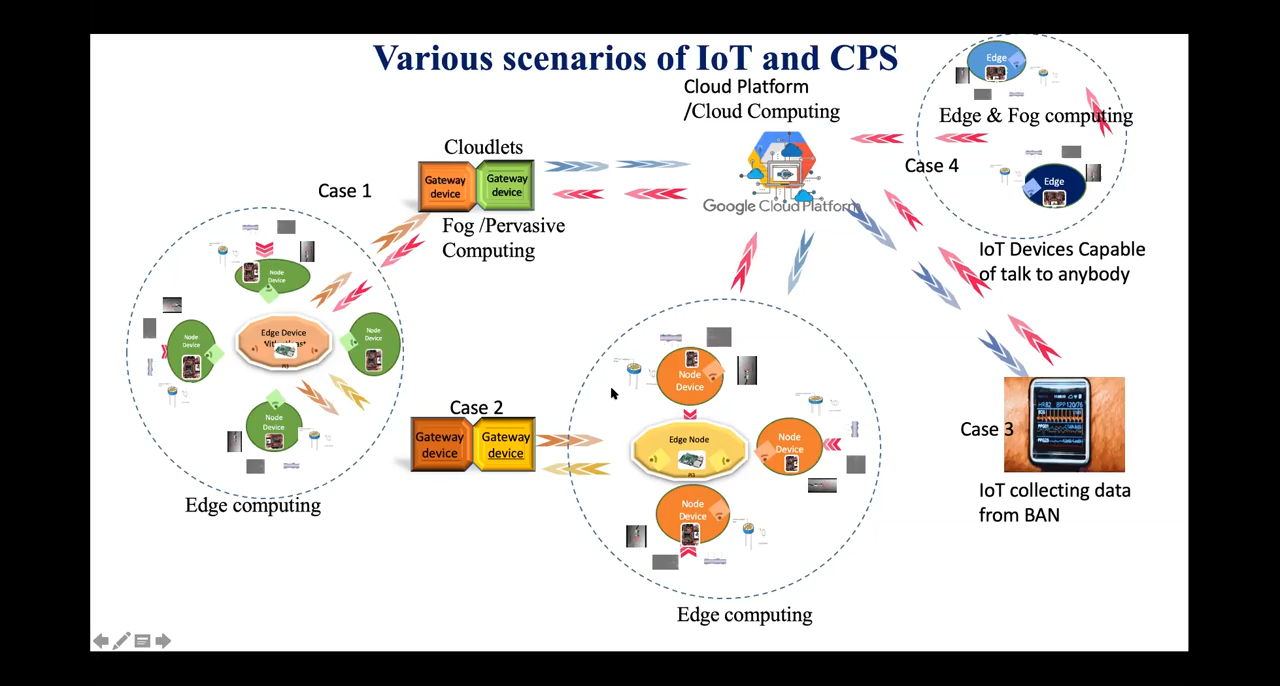 Various scenarios of IoT and CPS
Cloud Platform
/Cloud Computing
Edge
Edge & Fog computing
Case 4
Edge
IoT Devices Capable
of talk to anybody
Cloudlets
Case 1
Gateway
device
Gateway
device
Fog /Pervasive
Computing
Google Cloud Platform
Node
Device
Node
Device
Edge Device
Node
Device
Node
Device
Edge computing
Case 2
Gateway
device
Gateway
device
Node
Device
Edge Node
Node
Device
Node
Device
Edge computing
Case 3
IoT collecting data
from BAN